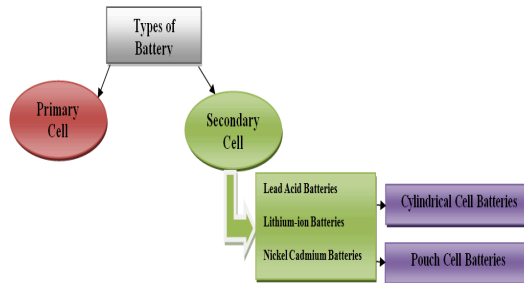 Types of
Battery
Primary
Cell
Secondary
Cell
Lead Acid Batteries
Lithium-ion Batteries
Nickel Cadmium Batteries
Cylindrical Cell Batteries
Pouch Cell Batteries